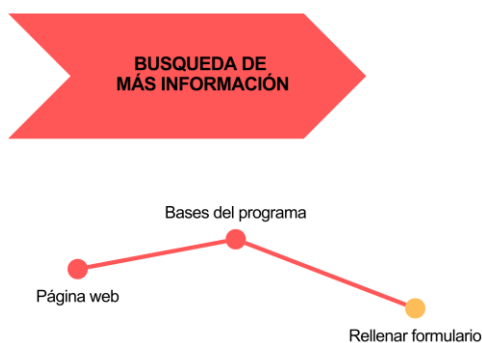 BUSQUEDA DE
MÁS INFORMACIÓN
Bases del programa
Página web
Rellenar formulario